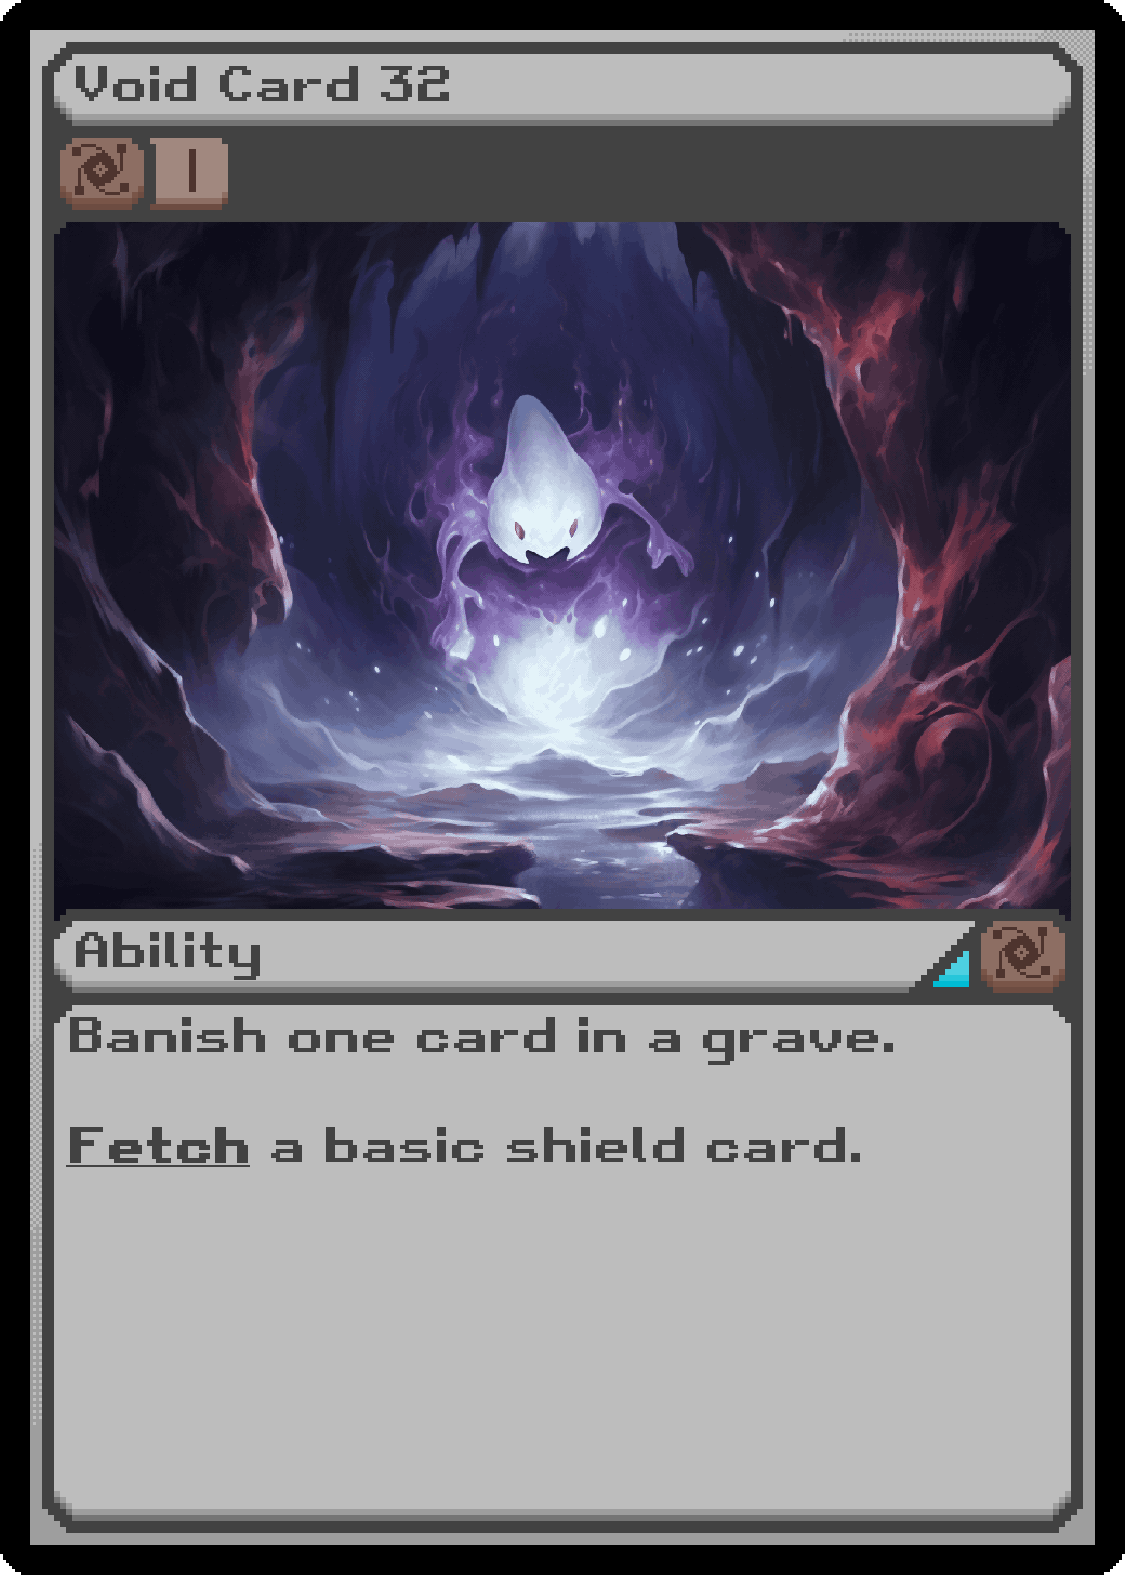 Void Card 32
1
Ability
Banish one card in a grave.
Fetch a basic shield card.